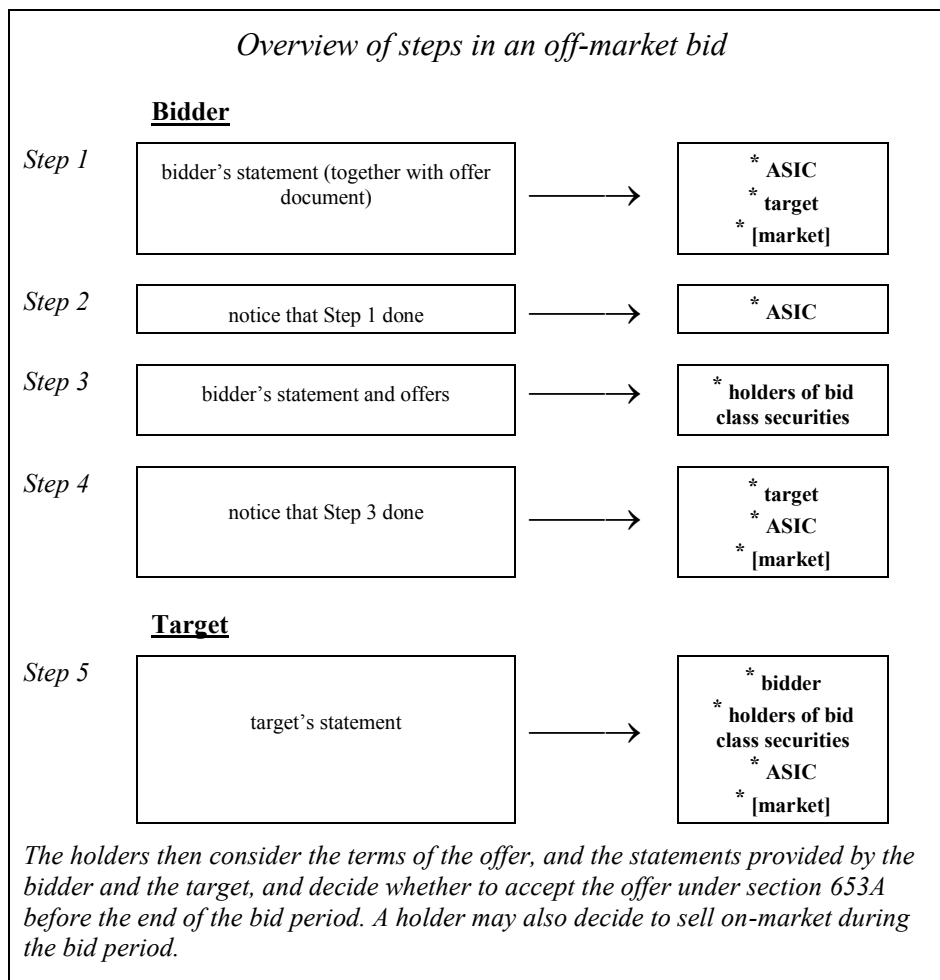 Overview of steps in an off-market bid
Bidder
Step 1
bidder’s statement (together with offer
document)
* ASIC
* target
* [market]
Step 2
notice that Step 1 done
* ASIC
Step 3
bidder’s statement and offers
* holders of bid
class securities
Step 4
notice that Step 3 done
* target
* ASIC
* [market]
Target
Step 5
target’s statement
* bidder
* holders of bid
class securities
* ASIC
* [market]
The holders then consider the terms of the offer, and the statements provided by the
bidder and the target, and decide whether to accept the offer under section 653A
before the end of the bid period. A holder may also decide to sell on-market during
the bid period.